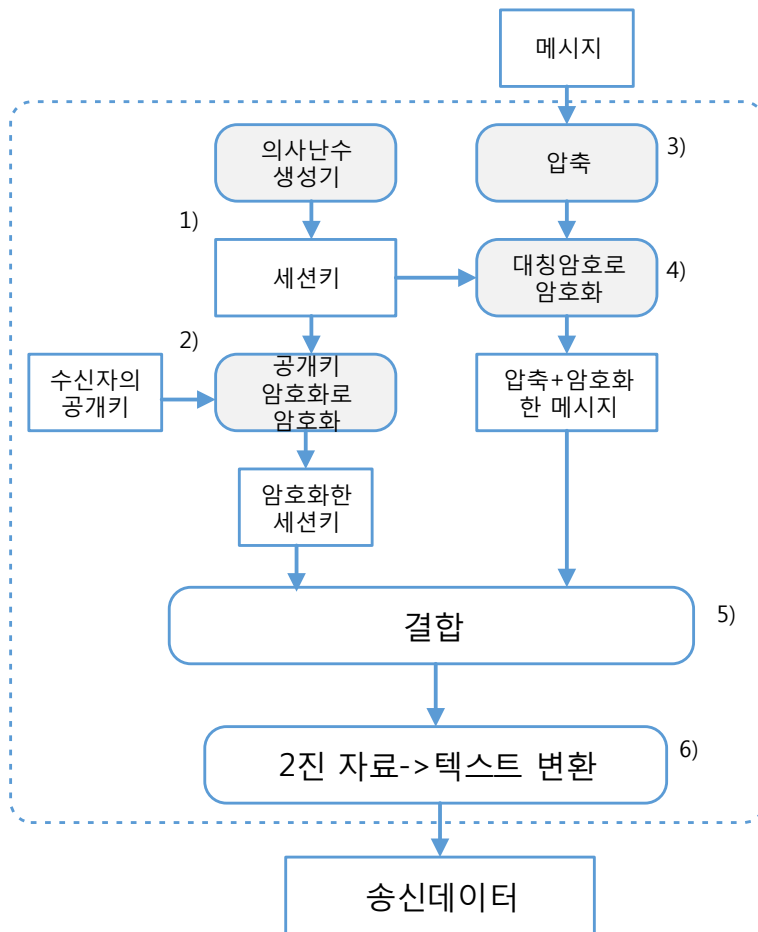 메시지
의사난수
생성기
압축
3)
1)
세션키
대칭암호로
암호화
4)
2)
수신자의
공개키
공개키
암호화로
암호화
압축+암호화
한 메시지
암호화한
세션키
결합
5)
2진 자료->텍스트 변환
6)
송신데이터